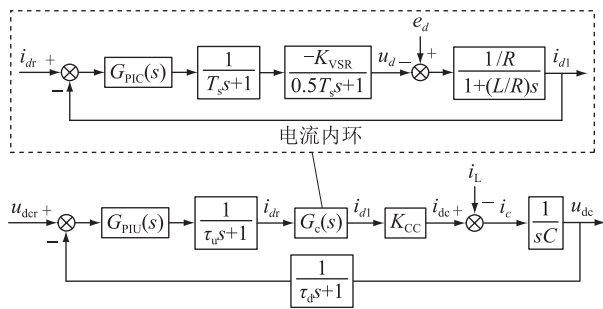 e_d
i_dr + G_PIC(s) 1/(T_s s+1) −K_VSR/(0.5T_s s+1) u_d − + (1/R)/(1+(L/R)s) i_d1
−
电流内环
i_L
u_dcr + G_PIU(s) 1/(τ_u s+1) i_dr G_c(s) i_d1 K_CC i_dc + − i_c 1/(sC) u_dc
−
1/(τ_d s+1)